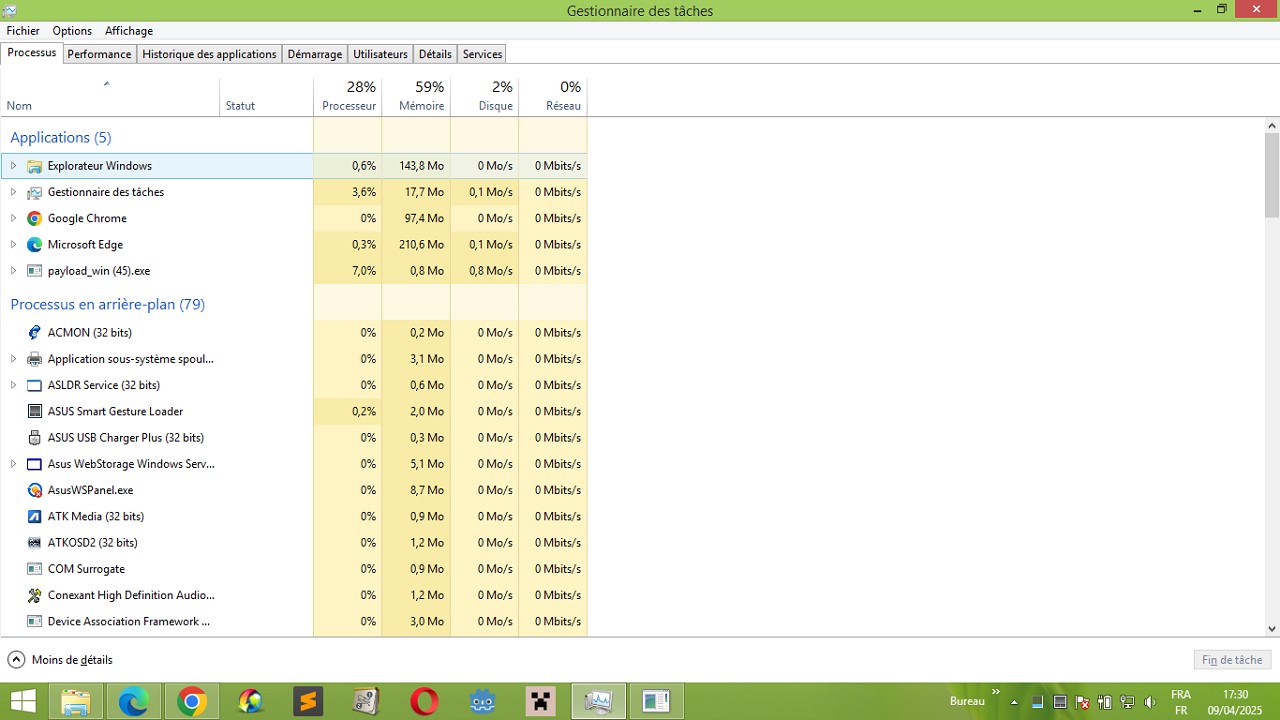 Gestionnaire des tâches
Fichier Options Affichage
Processus Performance Historique des applications Démarrage Utilisateurs Détails Services
28% 59% 2% 0%
Nom Statut Processeur Mémoire Disque Réseau
Applications (5)
Explorateur Windows 0,6% 143,8 Mo 0 Mo/s 0 Mbits/s
Gestionnaire des tâches 3,6% 17,7 Mo 0,1 Mo/s 0 Mbits/s
Google Chrome 0% 97,4 Mo 0 Mo/s 0 Mbits/s
Microsoft Edge 0,3% 210,6 Mo 0,1 Mo/s 0 Mbits/s
payload_win (45).exe 7,0% 0,8 Mo 0,8 Mo/s 0 Mbits/s
Processus en arrière-plan (79)
ACMON (32 bits) 0% 0,2 Mo 0 Mo/s 0 Mbits/s
Application sous-système spoul... 0% 3,1 Mo 0 Mo/s 0 Mbits/s
ASLDR Service (32 bits) 0% 0,6 Mo 0 Mo/s 0 Mbits/s
ASUS Smart Gesture Loader 0,2% 2,0 Mo 0 Mo/s 0 Mbits/s
ASUS USB Charger Plus (32 bits) 0% 0,3 Mo 0 Mo/s 0 Mbits/s
Asus WebStorage Windows Serv... 0% 5,1 Mo 0 Mo/s 0 Mbits/s
AsusWSPanel.exe 0% 8,7 Mo 0 Mo/s 0 Mbits/s
ATK Media (32 bits) 0% 0,9 Mo 0 Mo/s 0 Mbits/s
ATKOSD2 (32 bits) 0% 1,2 Mo 0 Mo/s 0 Mbits/s
COM Surrogate 0% 0,9 Mo 0 Mo/s 0 Mbits/s
Conexant High Definition Audio... 0% 1,2 Mo 0 Mo/s 0 Mbits/s
Device Association Framework ... 0% 3,0 Mo 0 Mo/s 0 Mbits/s
Moins de détails Fin de tâche
Bureau » FRA 17:30
FR 09/04/2025